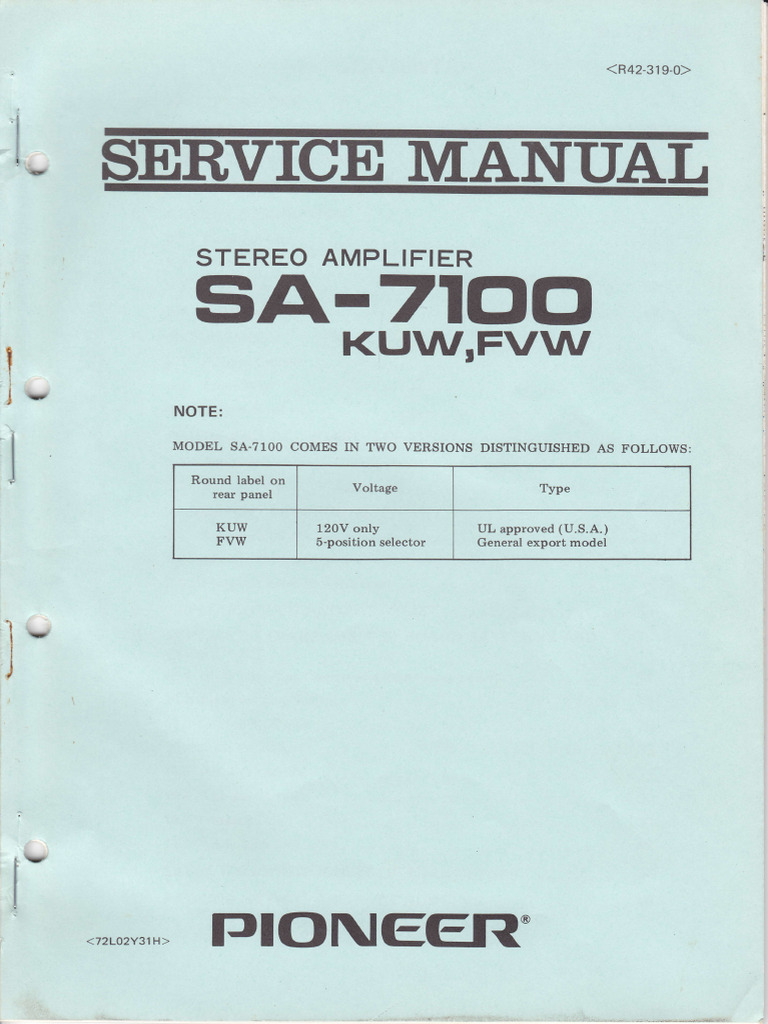 <R42-319-0>
SERVICE MANUAL
STEREO AMPLIFIER
SA-7100
KUW,FVW
NOTE:
MODEL SA-7100 COMES IN TWO VERSIONS DISTINGUISHED AS FOLLOWS:
Round label on rear panel Voltage Type
KUW 120V only UL approved (U.S.A.)
FVW 5-position selector General export model
<72L02Y31H> PIONEER®